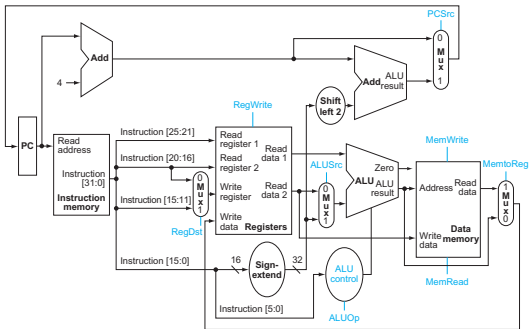 PCSrc
0
M
u
x
1
Add
4
Add
ALU
result
Shift
left 2
RegWrite
PC
Read
address
Instruction
[31:0]
Instruction
memory
Instruction [25:21]
Instruction [20:16]
Instruction [15:11]
0
M
u
x
1
RegDst
Read
register 1
Read
register 2
Write
register
Write
data
Read
data 1
Read
data 2
Registers
ALUSrc
0
M
u
x
1
Zero
ALU
ALU
result
MemWrite
Address
Read
data
Write
data
Data
memory
MemRead
MemtoReg
1
M
u
x
0
Instruction [15:0]
16
Sign-
extend
32
ALU
control
Instruction [5:0]
ALUOp